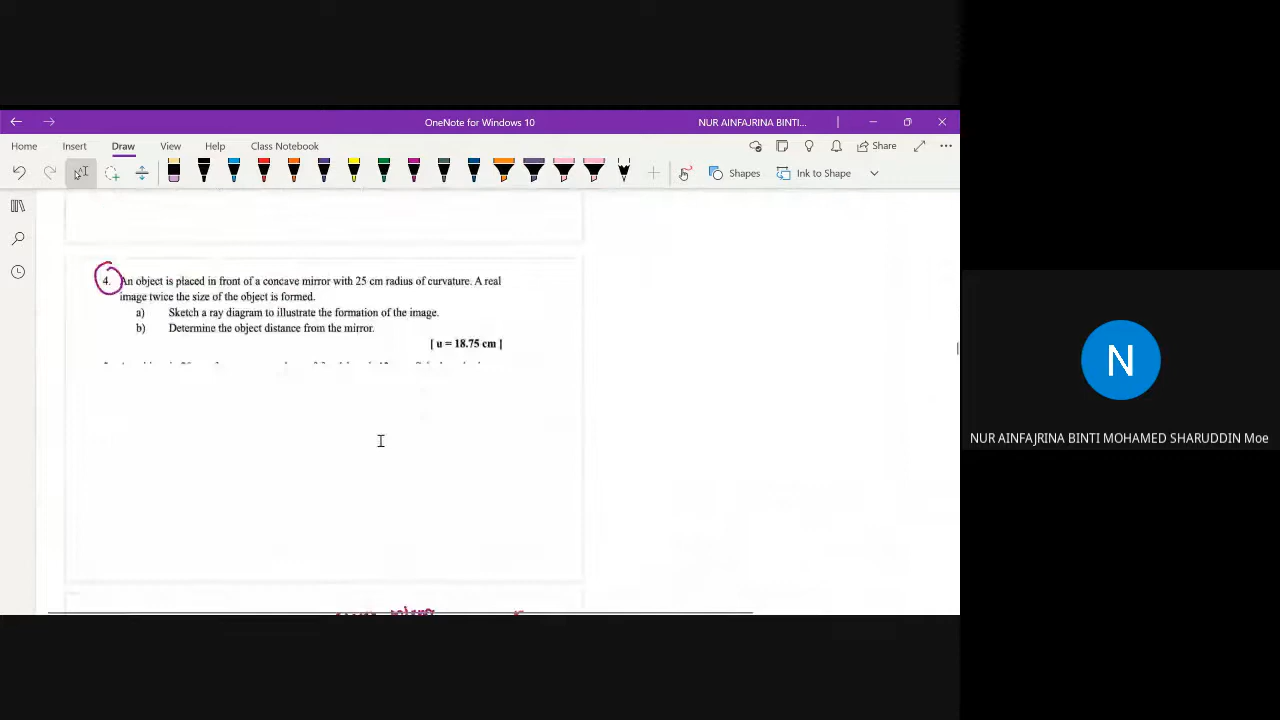 OneNote for Windows 10
NUR AINFAJRINA BINTI...
Home Insert Draw View Help Class Notebook
Share
Shapes
Ink to Shape
4. An object is placed in front of a concave mirror with 25 cm radius of curvature. A real
image twice the size of the object is formed.
a) Sketch a ray diagram to illustrate the formation of the image.
b) Determine the object distance from the mirror.
[ u = 18.75 cm ]
N
NUR AINFAJRINA BINTI MOHAMED SHARUDDIN Moe